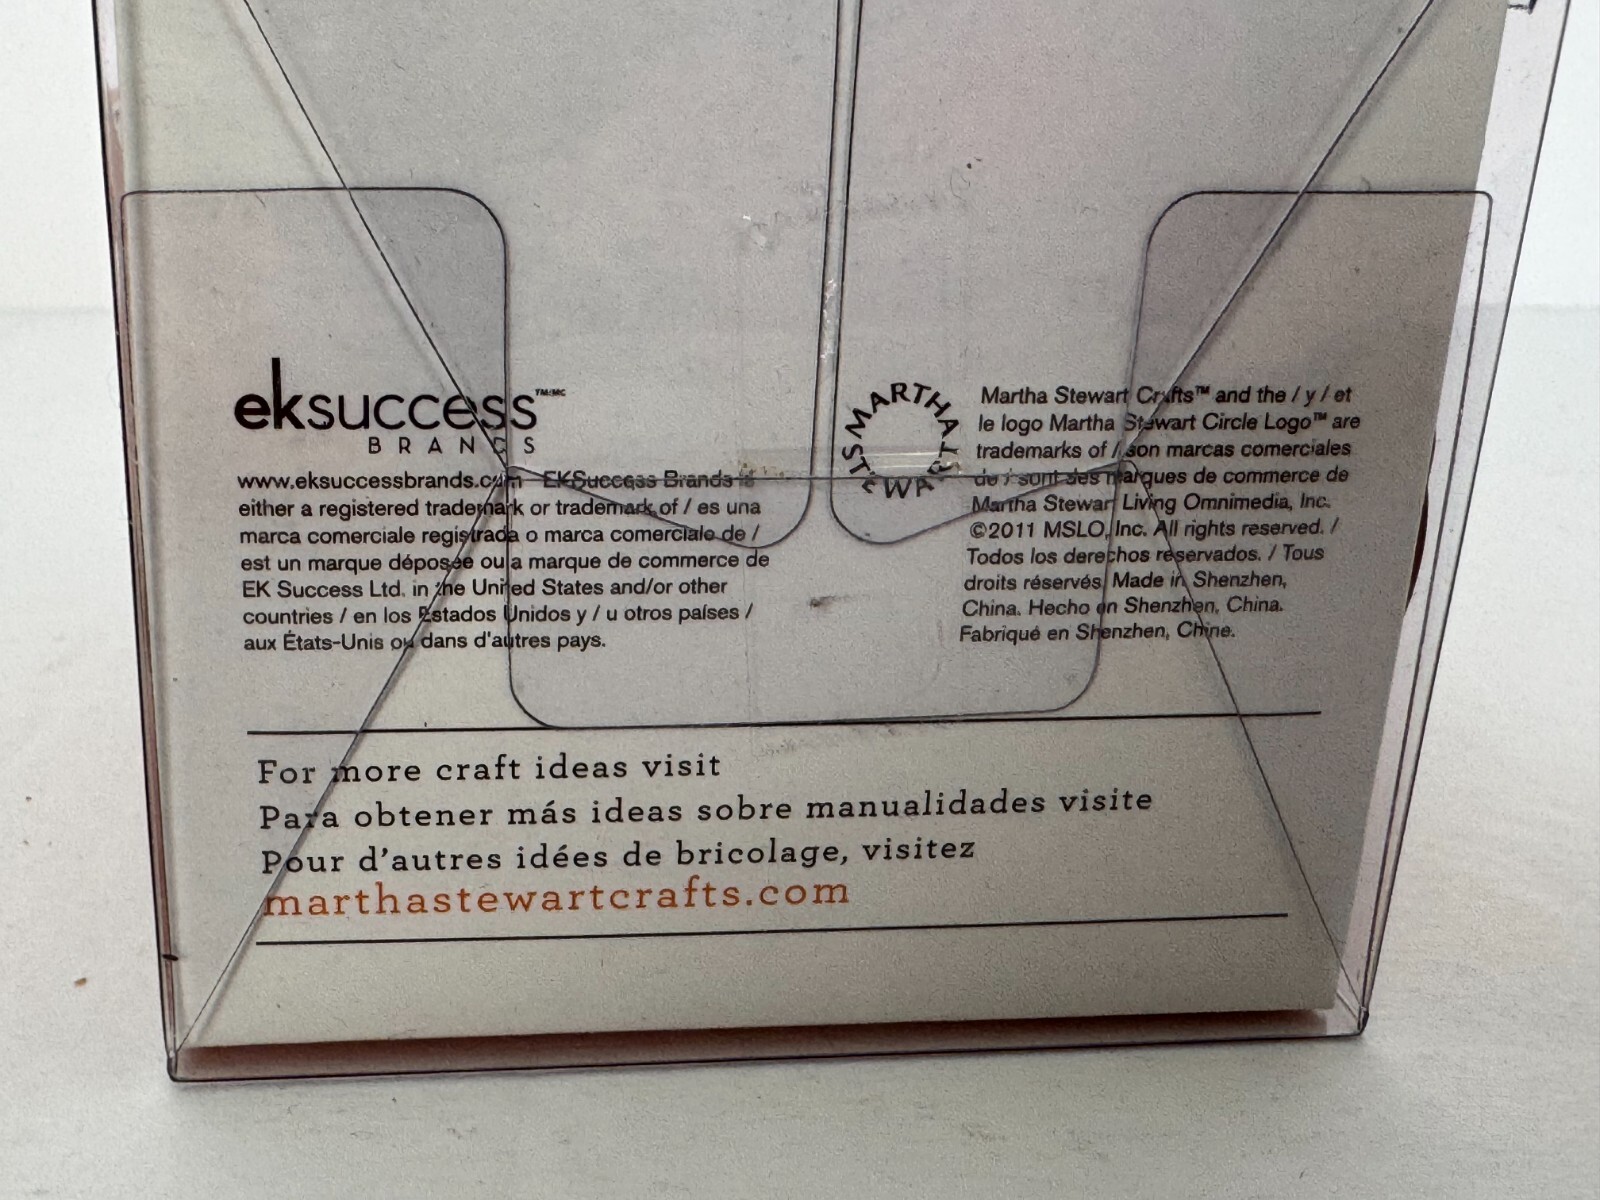 eksuccess™/MC
BRANDS
www.eksuccessbrands.com EKSuccess Brands is
either a registered trademark or trademark of / es una
marca comerciale registrada o marca comerciale de /
est un marque déposée ou a marque de commerce de
EK Success Ltd. in the United States and/or other
countries / en los Estados Unidos y / u otros países /
aux États-Unis ou dans d'autres pays.
MARTHA STEWART
Martha Stewart Crafts™ and the / y / et
le logo Martha Stewart Circle Logo™ are
trademarks of / son marcas comerciales
de / sont des marques de commerce de
Martha Stewart Living Omnimedia, Inc.
©2011 MSLO, Inc. All rights reserved. /
Todos los derechos reservados. / Tous
droits réservés. Made in Shenzhen,
China. Hecho en Shenzhen, China.
Fabriqué en Shenzhen, Chine.
For more craft ideas visit
Para obtener más ideas sobre manualidades visite
Pour d'autres idées de bricolage, visitez
marthastewartcrafts.com